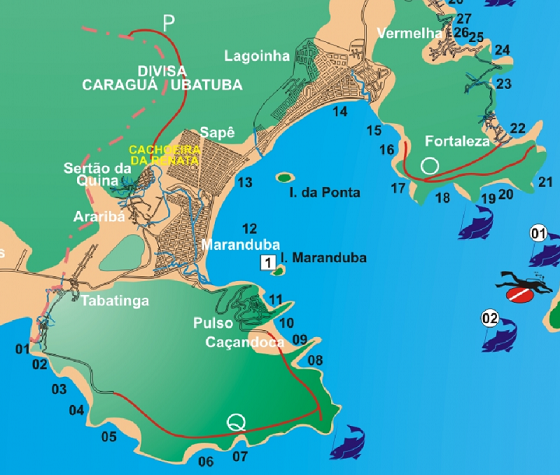 26
27
Vermelha
26
25
P
24
Lagoinha
DIVISA
CARAGUÁ UBATUBA
23
14
Sapê
15
22
Fortaleza
CACHOEIRA
DA RENATA
16
Sertão da
Quina
13
17
I. da Ponta
18
19
20
21
Araribá
12
01
Maranduba
1
I. Maranduba
s
Tabatinga
11
02
Pulso
10
Caçandoca
09
01
02
08
03
04
Q
05
06
07